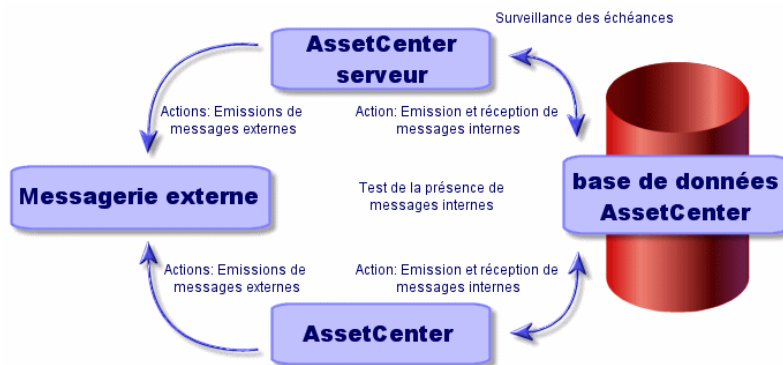 Surveillance des échéances
AssetCenter
serveur
Actions: Emissions de
messages externes
Action: Emission et réception de
messages internes
Messagerie externe
Test de la présence de
messages internes
base de données
AssetCenter
Actions: Emissions de
messages externes
Action: Emission et réception de
messages internes
AssetCenter